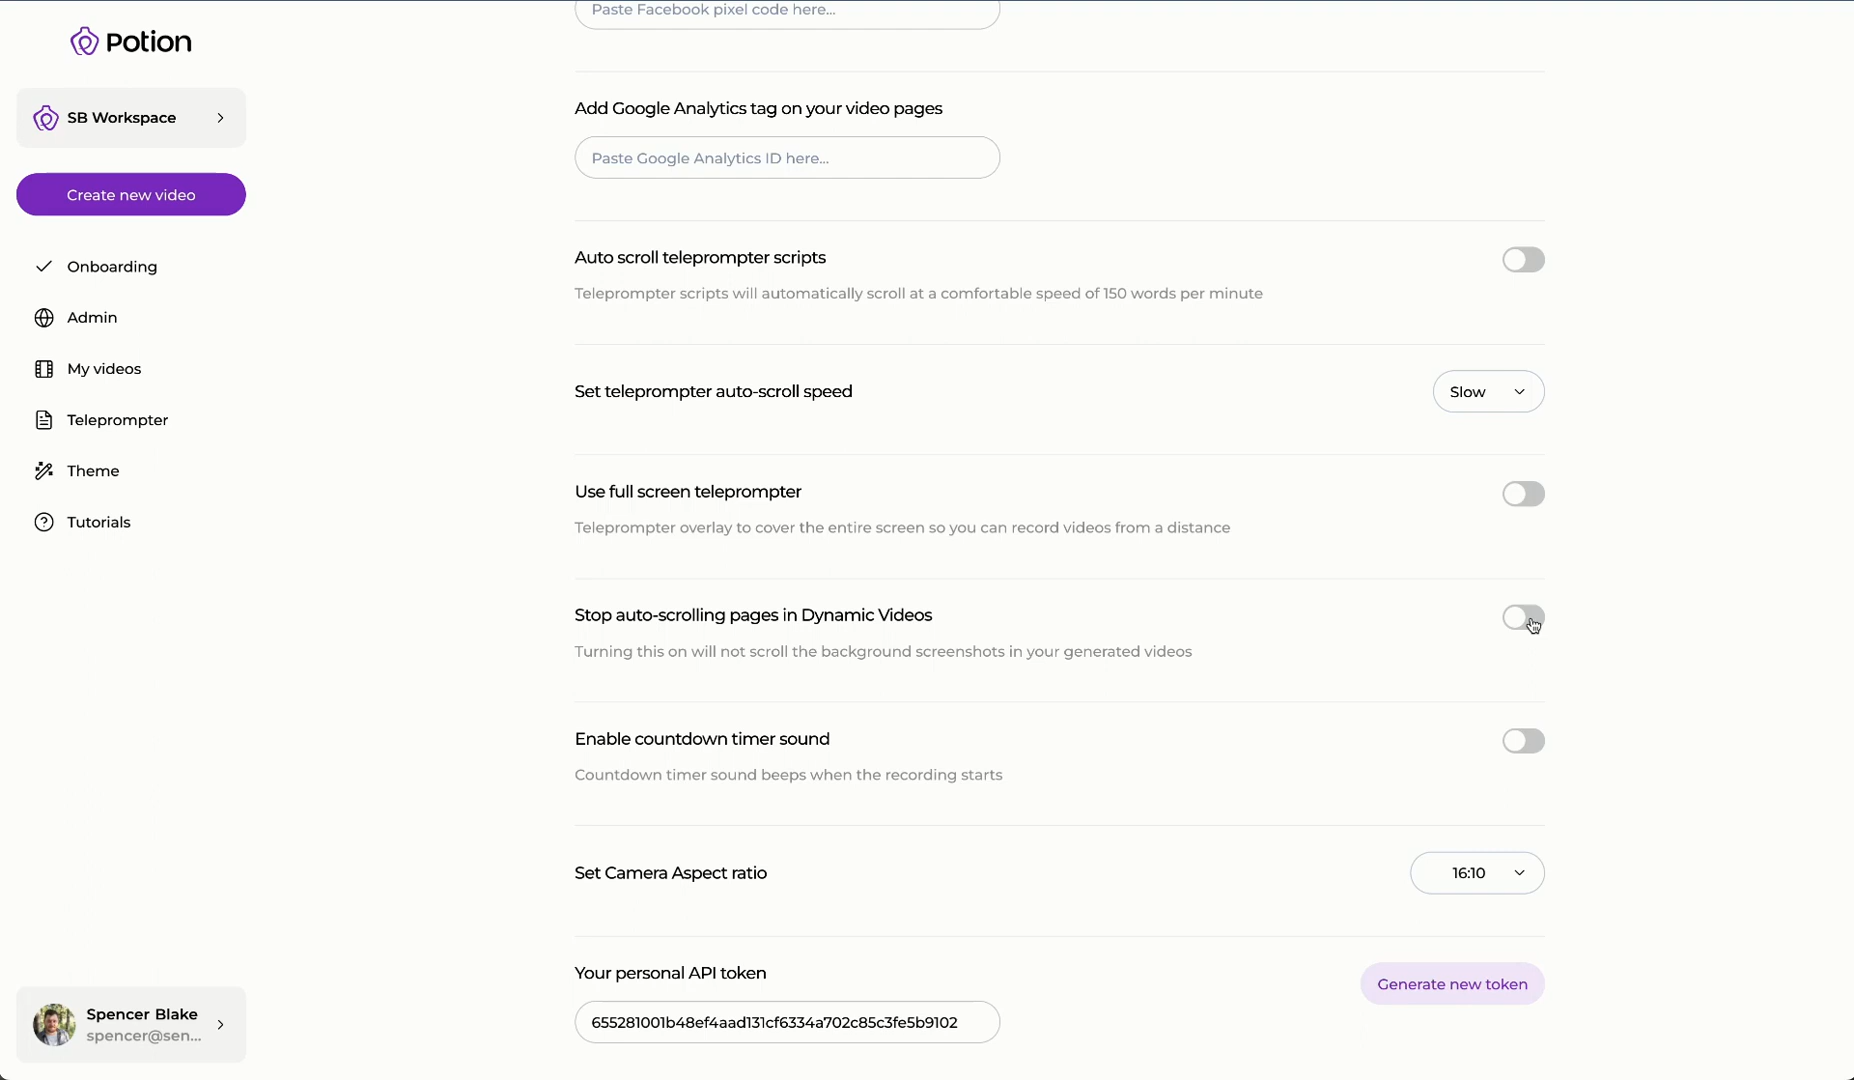 Paste Facebook pixel code here...
Potion
SB Workspace
Create new video
Onboarding
Admin
My videos
Teleprompter
Theme
Tutorials
Spencer Blake
spencer@sen...
Add Google Analytics tag on your video pages
Paste Google Analytics ID here...
Auto scroll teleprompter scripts
Teleprompter scripts will automatically scroll at a comfortable speed of 150 words per minute
Set teleprompter auto-scroll speed
Slow
Use full screen teleprompter
Teleprompter overlay to cover the entire screen so you can record videos from a distance
Stop auto-scrolling pages in Dynamic Videos
Turning this on will not scroll the background screenshots in your generated videos
Enable countdown timer sound
Countdown timer sound beeps when the recording starts
Set Camera Aspect ratio
16:10
Your personal API token
Generate new token
655281001b48ef4aad131cf6334a702c85c3fe5b9102